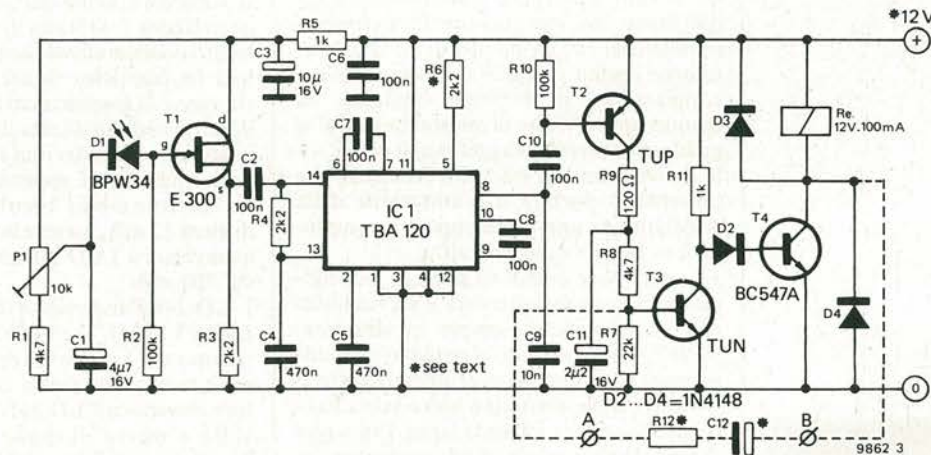 *12V
R5
1k
C3
10µ
16V
C6
100n
C7
100n
R6*
2k2
R10
100k
T2
TUP
D3
Re.
12V.100mA
T1
d
g
s
E 300
D1
BPW34
C2
100n
R4
2k2
6 7 11 5
14
13
8
10
9
2 1 3 4 12
IC 1
TBA 120
C8
100n
C10
100n
R9
120Ω
R8
4k7
R11
1k
D2
T4
BC547A
T3
TUN
D4
P1
10k
R1
4k7
C1
4µ7
16V
R2
100k
R3
2k2
C4
470n
C5
470n
*see text
C9
10n
C11
2µ2
16V
R7
22k
D2...D4=1N4148
A
R12*
C12
*
B
+
0
9862 3